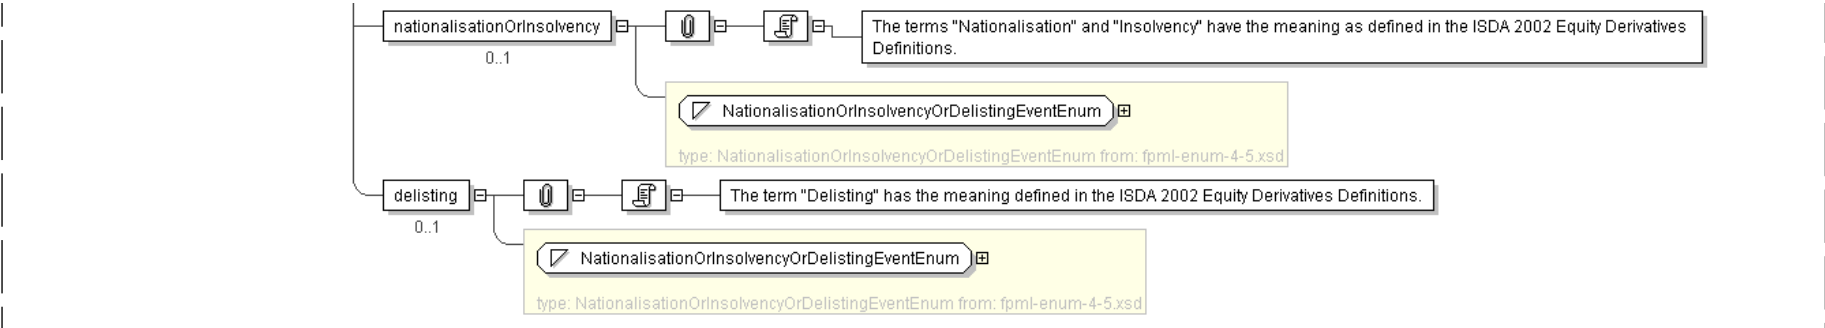 nationalisationOrInsolvency
The terms "Nationalisation" and "Insolvency" have the meaning as defined in the ISDA 2002 Equity Derivatives
Definitions.
0..1
NationalisationOrInsolvencyOrDelistingEventEnum
type: NationalisationOrInsolvencyOrDelistingEventEnum from: fpml-enum-4-5.xsd
delisting
The term "Delisting" has the meaning defined in the ISDA 2002 Equity Derivatives Definitions.
0..1
NationalisationOrInsolvencyOrDelistingEventEnum
type: NationalisationOrInsolvencyOrDelistingEventEnum from: fpml-enum-4-5.xsd